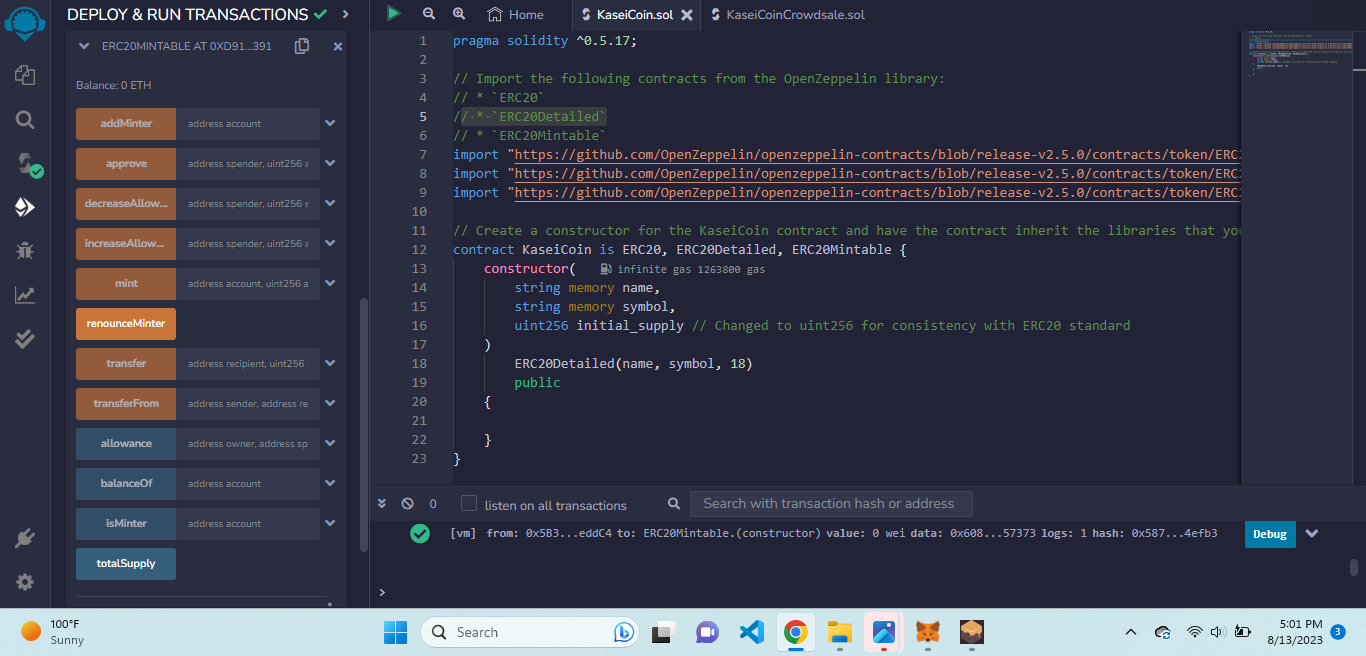 DEPLOY & RUN TRANSACTIONS
ERC20MINTABLE AT 0XD91...391
Balance: 0 ETH
addMinter address account
approve address spender, uint256 a
decreaseAllow... address spender, uint256 s
increaseAllow... address spender, uint256 a
mint address account, uint256 a
renounceMinter
transfer address recipient, uint256
transferFrom address sender, address re
allowance address owner, address sp
balanceOf address account
isMinter address account
totalSupply
Home
KaseiCoin.sol
KaseiCoinCrowdsale.sol
1 pragma solidity ^0.5.17;
2
3 // Import the following contracts from the OpenZeppelin library:
4 // * `ERC20`
5 // * `ERC20Detailed`
6 // * `ERC20Mintable`
7 import "https://github.com/OpenZeppelin/openzeppelin-contracts/blob/release-v2.5.0/contracts/token/ERC
8 import "https://github.com/OpenZeppelin/openzeppelin-contracts/blob/release-v2.5.0/contracts/token/ERC
9 import "https://github.com/OpenZeppelin/openzeppelin-contracts/blob/release-v2.5.0/contracts/token/ERC
10
11 // Create a constructor for the KaseiCoin contract and have the contract inherit the libraries that yo
12 contract KaseiCoin is ERC20, ERC20Detailed, ERC20Mintable {
13 constructor( infinite gas 1263800 gas
14 string memory name,
15 string memory symbol,
16 uint256 initial_supply // Changed to uint256 for consistency with ERC20 standard
17 )
18 ERC20Detailed(name, symbol, 18)
19 public
20 {
21
22 }
23 }
0 listen on all transactions Search with transaction hash or address
[vm] from: 0x5B3...eddC4 to: ERC20Mintable.(constructor) value: 0 wei data: 0x608...57373 logs: 1 hash: 0x587...4efb3 Debug
>
100°F
Sunny
Search
5:01 PM
8/13/2023
3